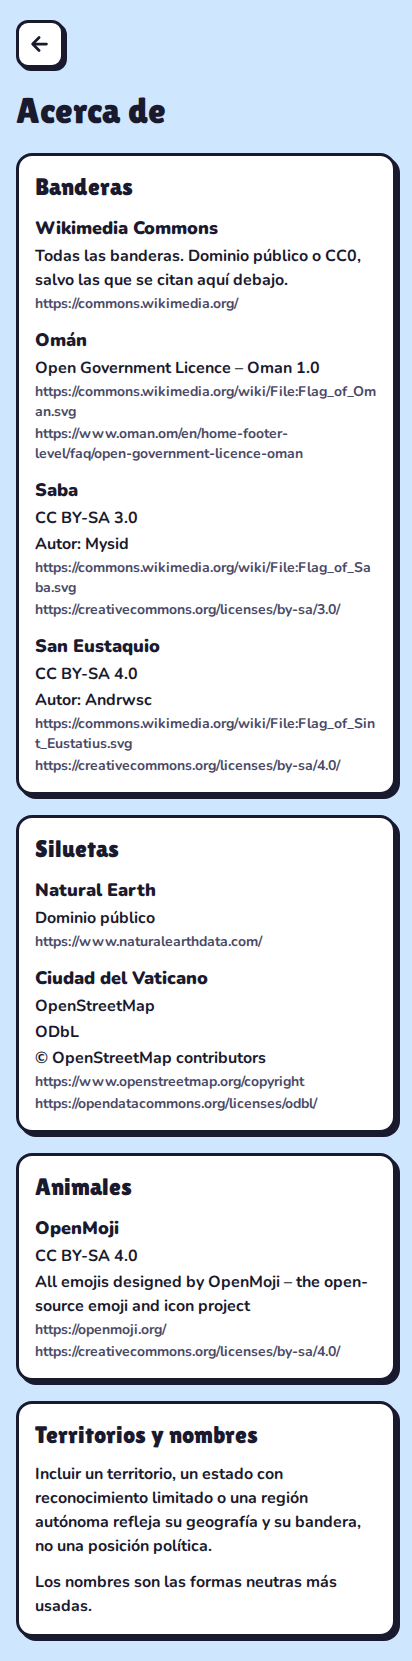 Acerca de
Banderas
Wikimedia Commons
Todas las banderas. Dominio público o CC0,
salvo las que se citan aquí debajo.
https://commons.wikimedia.org/
Omán
Open Government Licence – Oman 1.0
https://commons.wikimedia.org/wiki/File:Flag_of_Om
an.svg
https://www.oman.om/en/home-footer-
level/faq/open-government-licence-oman
Saba
CC BY-SA 3.0
Autor: Mysid
https://commons.wikimedia.org/wiki/File:Flag_of_Sa
ba.svg
https://creativecommons.org/licenses/by-sa/3.0/
San Eustaquio
CC BY-SA 4.0
Autor: Andrwsc
https://commons.wikimedia.org/wiki/File:Flag_of_Sin
t_Eustatius.svg
https://creativecommons.org/licenses/by-sa/4.0/
Siluetas
Natural Earth
Dominio público
https://www.naturalearthdata.com/
Ciudad del Vaticano
OpenStreetMap
ODbL
© OpenStreetMap contributors
https://www.openstreetmap.org/copyright
https://opendatacommons.org/licenses/odbl/
Animales
OpenMoji
CC BY-SA 4.0
All emojis designed by OpenMoji – the open-
source emoji and icon project
https://openmoji.org/
https://creativecommons.org/licenses/by-sa/4.0/
Territorios y nombres
Incluir un territorio, un estado con
reconocimiento limitado o una región
autónoma refleja su geografía y su bandera,
no una posición política.
Los nombres son las formas neutras más
usadas.